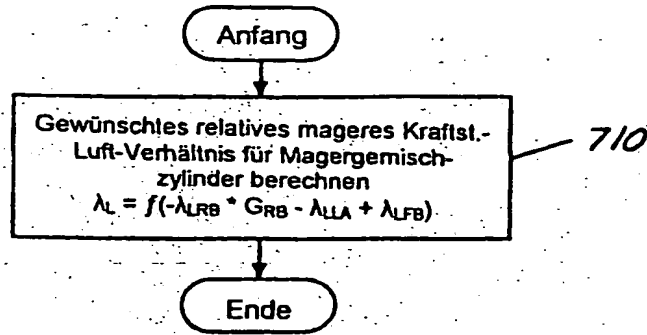 Anfang
Gewünschtes relatives mageres Kraftst.-
Luft-Verhältnis für Magergemisch-
zylinder berechnen
λL = f(-λLRB * GRB - λLLA + λLFB)
710
Ende